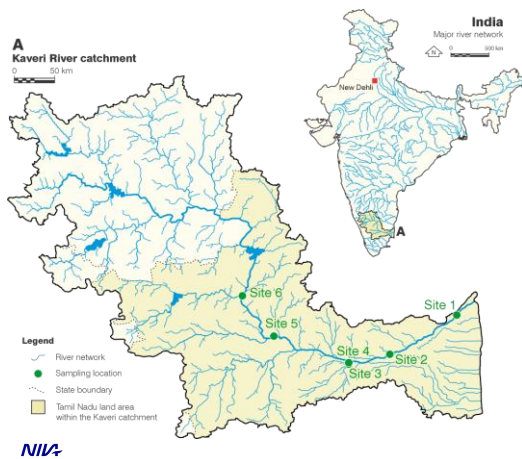 A
Kaveri River catchment
0 50 km
India
Major river network
N
0 500 km
New Dehli
A
Site 1
Site 2
Site 3
Site 4
Site 5
Site 6
Legend
River network
Sampling location
State boundary
Tamil Nadu land area
within the Kaveri catchment
NIVA